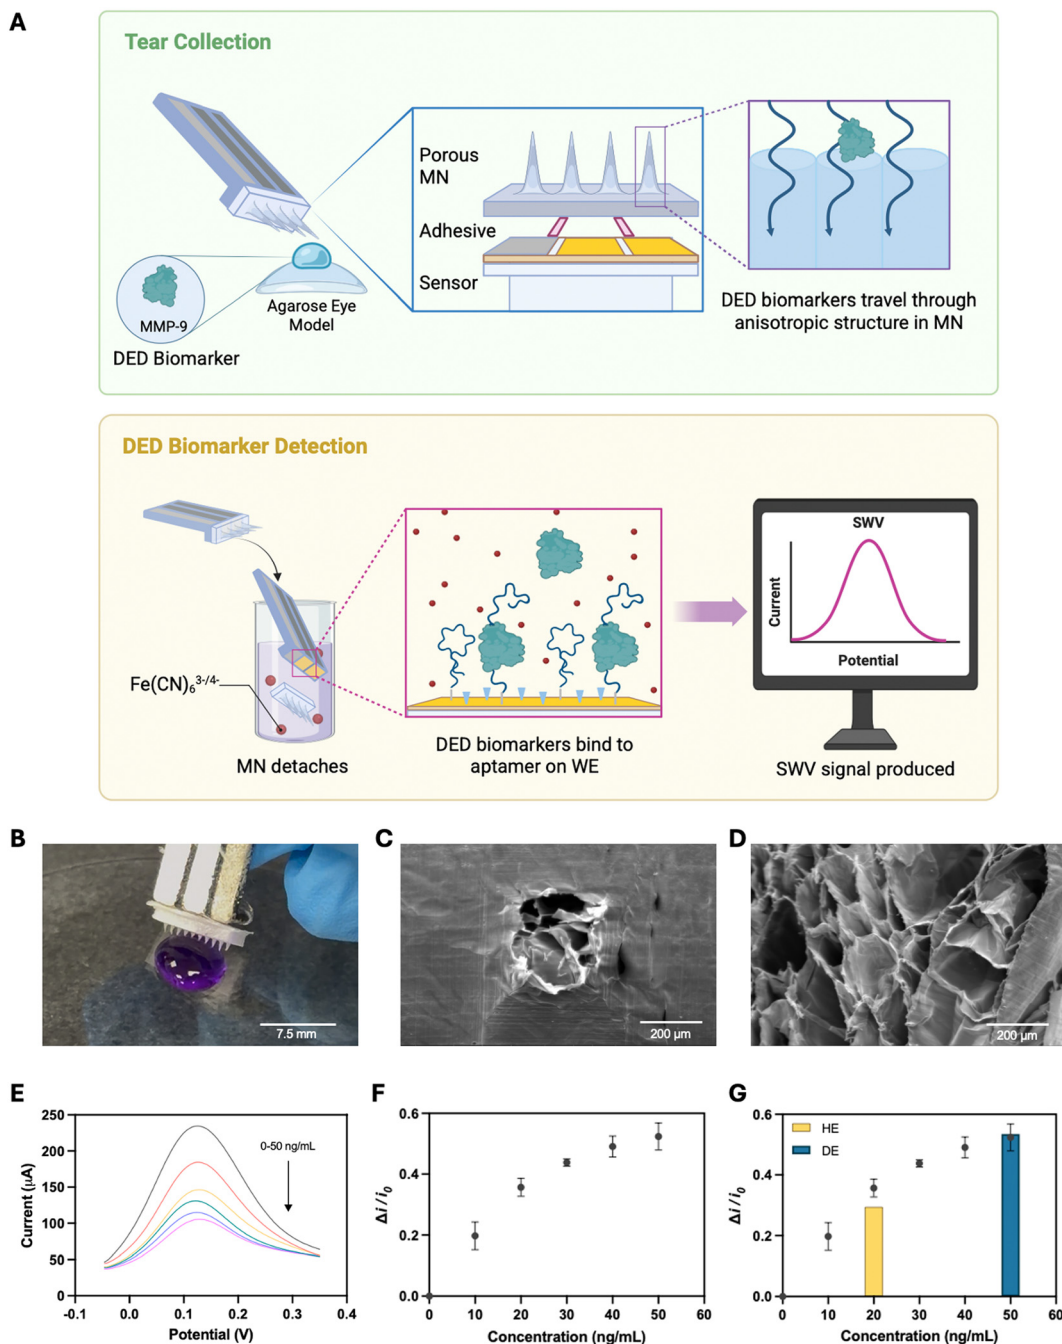 A
Tear Collection
Porous
MN
Adhesive
Sensor
MMP-9
DED Biomarker
Agarose Eye
Model
DED biomarkers travel through
anisotropic structure in MN
DED Biomarker Detection
Fe(CN)₆³⁻/⁴⁻
MN detaches
DED biomarkers bind to
aptamer on WE
SWV
Current
Potential
SWV signal produced
B
7.5 mm
C
200 µm
D
200 µm
E
250
200
150
100
50
0
Current (µA)
0-50 ng/mL
-0.1
0.0
0.1
0.2
0.3
0.4
Potential (V)
F
0.6
0.4
0.2
0.0
Δi/i₀
0
10
20
30
40
50
60
Concentration (ng/mL)
G
0.6
0.4
0.2
0.0
Δi/i₀
HE
DE
0
10
20
30
40
50
60
Concentration (ng/mL)